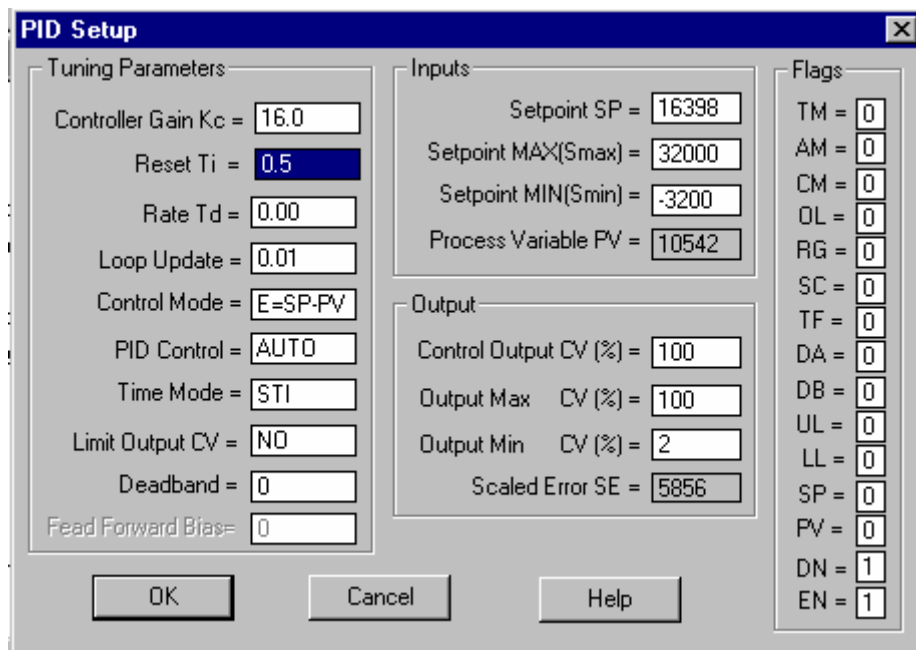 PID Setup
Tuning Parameters
Controller Gain Kc = 16.0
Reset Ti = 0.5
Rate Td = 0.00
Loop Update = 0.01
Control Mode = E=SP-PV
PID Control = AUTO
Time Mode = STI
Limit Output CV = NO
Deadband = 0
Fead Forward Bias= 0
Inputs
Setpoint SP = 16398
Setpoint MAX(Smax) = 32000
Setpoint MIN(Smin) = -3200
Process Variable PV = 10542
Output
Control Output CV (%) = 100
Output Max CV (%) = 100
Output Min CV (%) = 2
Scaled Error SE = 5856
Flags
TM = 0
AM = 0
CM = 0
OL = 0
RG = 0
SC = 0
TF = 0
DA = 0
DB = 0
UL = 0
LL = 0
SP = 0
PV = 0
DN = 1
EN = 1
OK
Cancel
Help